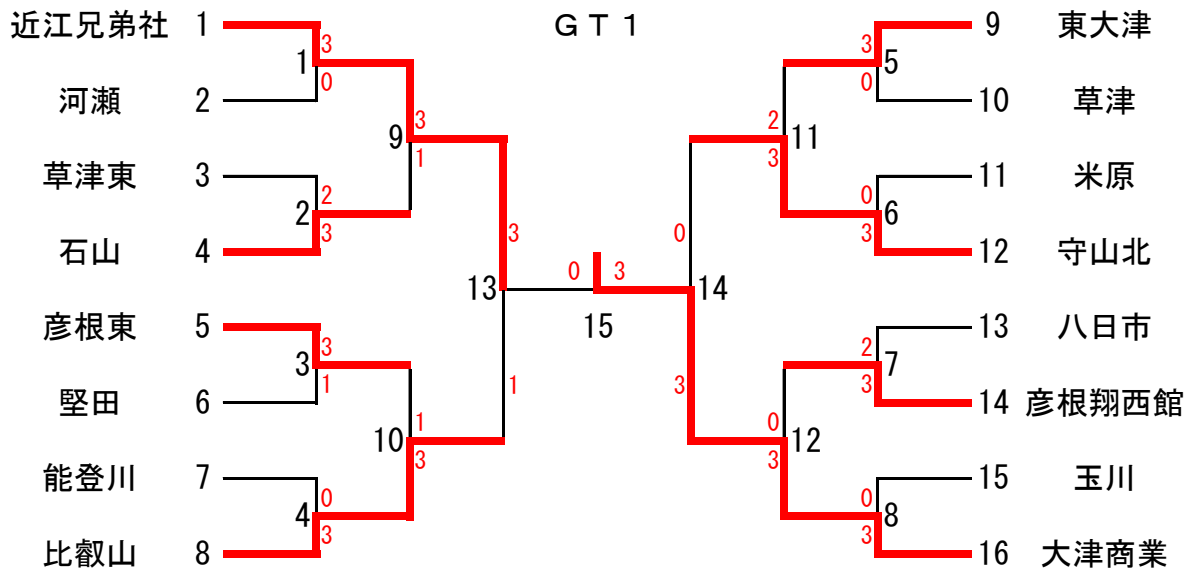 近江兄弟社 1 GT1 9 東大津
3 3
1 5
0 0
河瀬 2 10 草津
3 2
9 11
1 3
草津東 3 11 米原
2 0
2 6
3 3
石山 4 12 守山北
3 0
0 3
13 14
15
彦根東 5 13 八日市
3 2
3 7
1 3
1 3
堅田 6 14 彦根翔西館
1 0
10 12
3 3
能登川 7 15 玉川
0 0
4 8
3 3
比叡山 8 16 大津商業